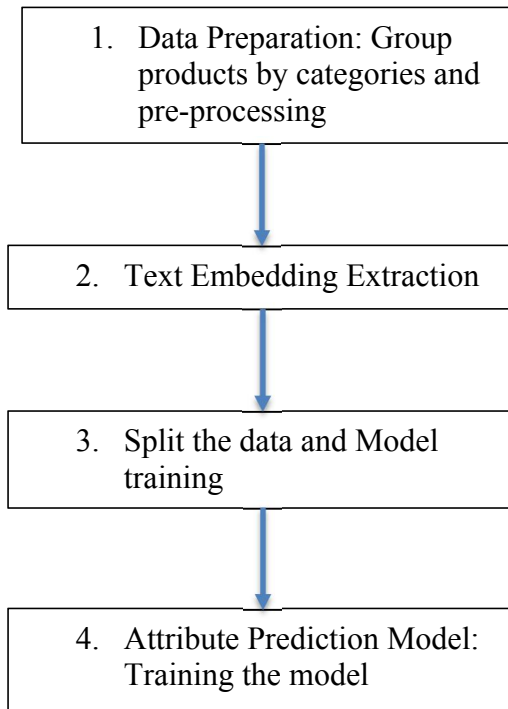 1. Data Preparation: Group
products by categories and
pre-processing
2. Text Embedding Extraction
3. Split the data and Model
training
4. Attribute Prediction Model:
Training the model